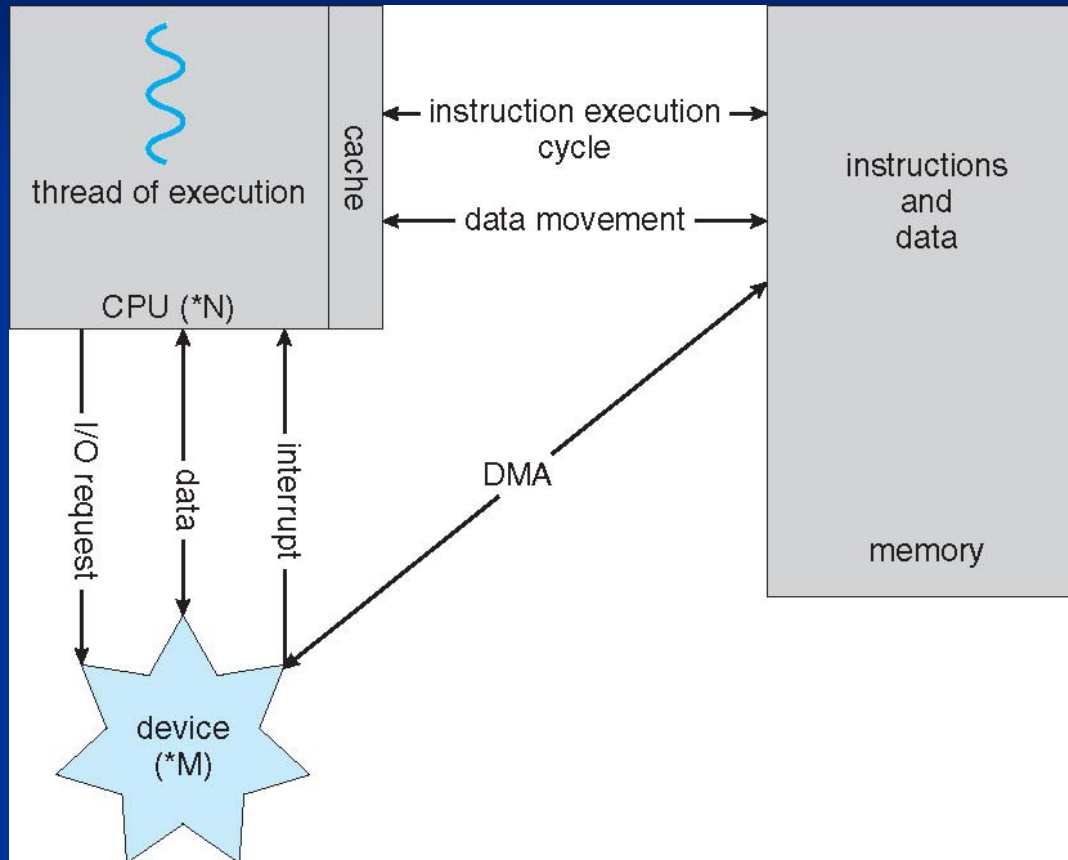 thread of execution
cache
CPU (*N)
instruction execution
cycle
data movement
instructions
and
data
memory
I/O request
data
interrupt
DMA
device
(*M)